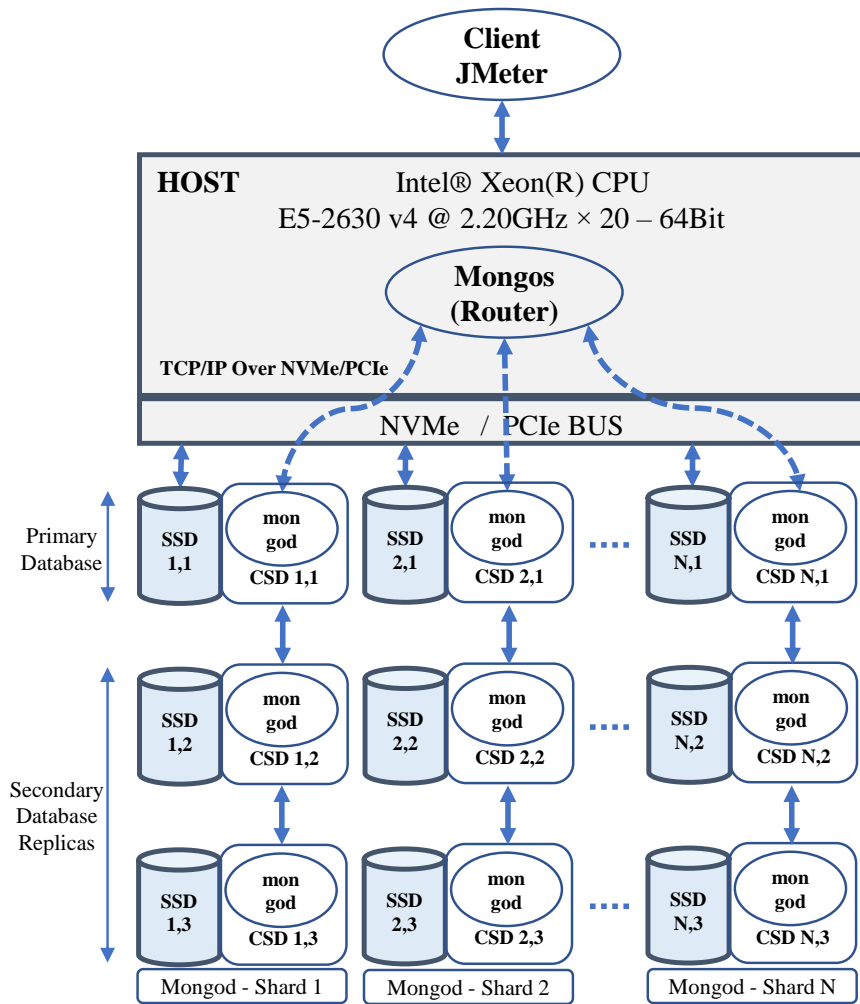 Client
JMeter
HOST
Intel® Xeon(R) CPU
E5-2630 v4 @ 2.20GHz × 20 – 64Bit
Mongos
(Router)
TCP/IP Over NVMe/PCIe
NVMe / PCIe BUS
Primary
Database
SSD
1,1
mon
god
CSD 1,1
SSD
2,1
mon
god
CSD 2,1
SSD
N,1
mon
god
CSD N,1
Secondary
Database
Replicas
SSD
1,2
mon
god
CSD 1,2
SSD
2,2
mon
god
CSD 2,2
SSD
N,2
mon
god
CSD N,2
SSD
1,3
mon
god
CSD 1,3
SSD
2,3
mon
god
CSD 2,3
SSD
N,3
mon
god
CSD N,3
Mongod - Shard 1
Mongod - Shard 2
Mongod - Shard N